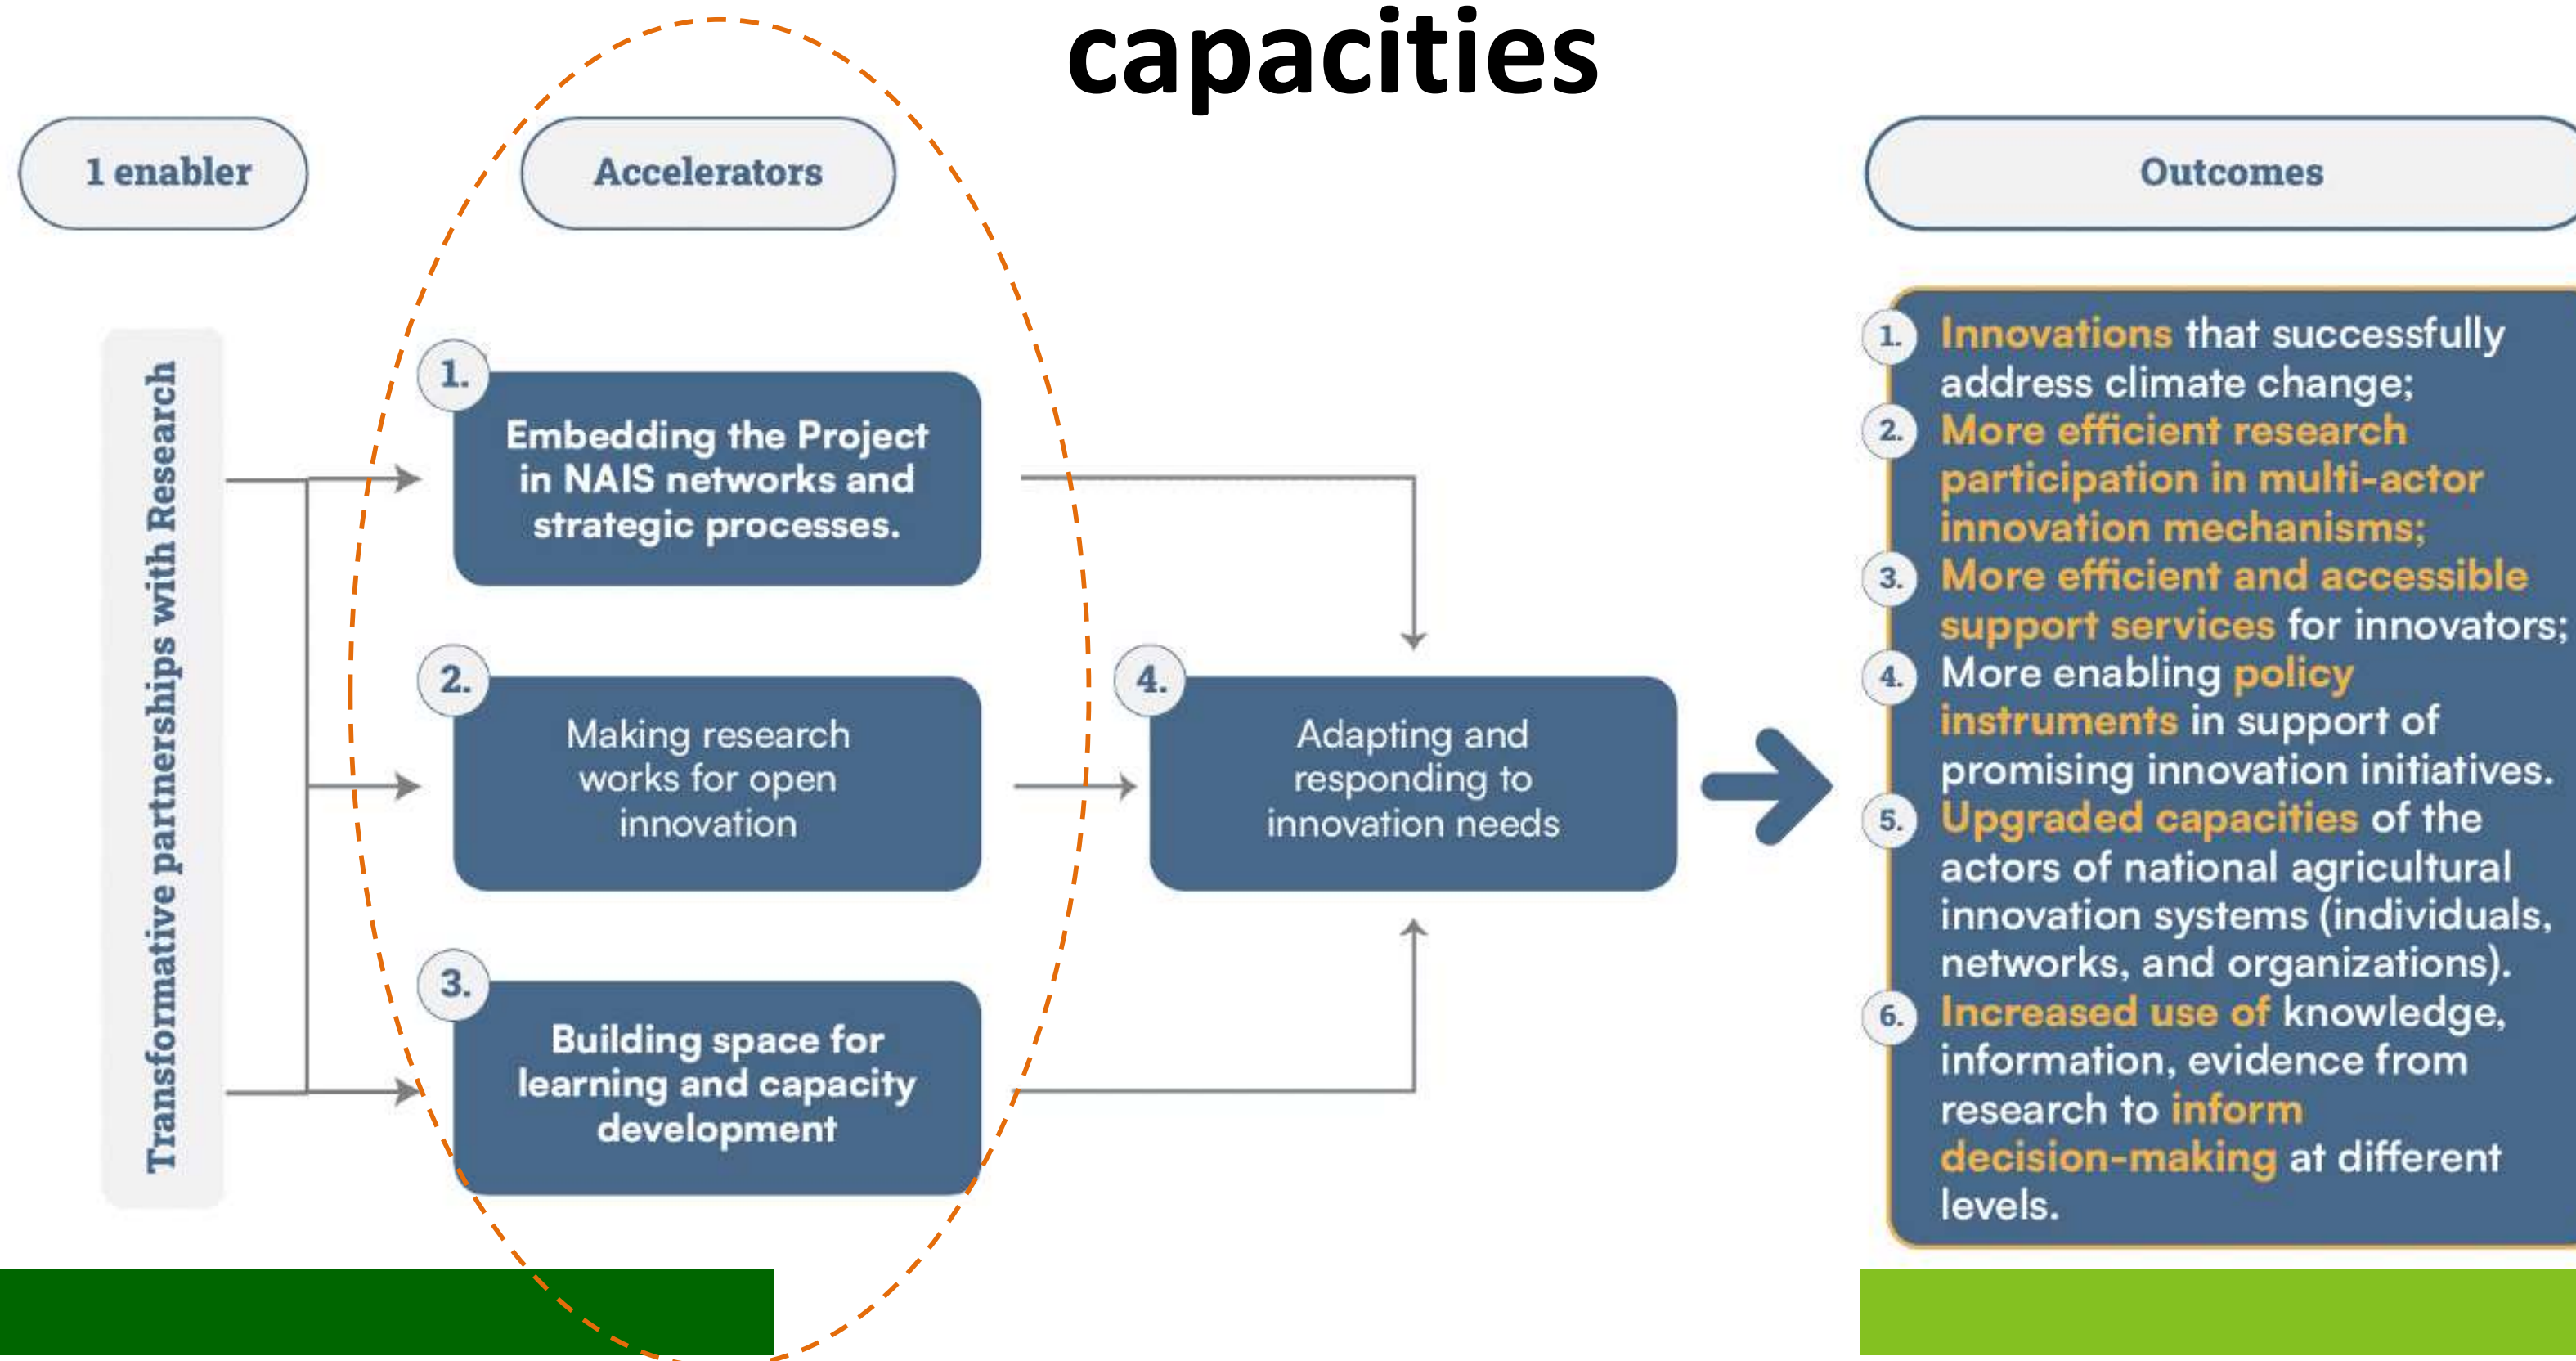 capacities
1 enabler
Accelerators
Outcomes
Transformative partnerships with Research
1.
Embedding the Project
in NAIS networks and
strategic processes.
2.
Making research
works for open
innovation
3.
Building space for
learning and capacity
development
4.
Adapting and
responding to
innovation needs
1. Innovations that successfully
address climate change;
2. More efficient research
participation in multi-actor
innovation mechanisms;
3. More efficient and accessible
support services for innovators;
4. More enabling policy
instruments in support of
promising innovation initiatives.
5. Upgraded capacities of the
actors of national agricultural
innovation systems (individuals,
networks, and organizations).
6. Increased use of knowledge,
information, evidence from
research to inform
decision-making at different
levels.